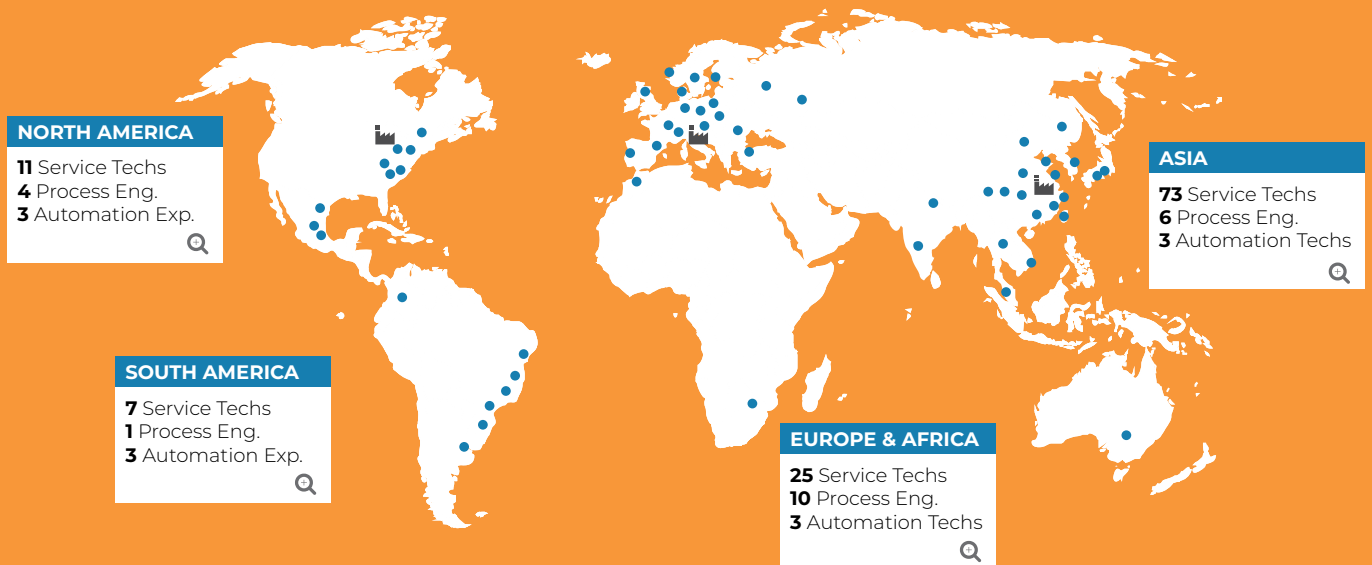 NORTH AMERICA
11 Service Techs
4 Process Eng.
3 Automation Exp.
SOUTH AMERICA
7 Service Techs
1 Process Eng.
3 Automation Exp.
EUROPE & AFRICA
25 Service Techs
10 Process Eng.
3 Automation Techs
ASIA
73 Service Techs
6 Process Eng.
3 Automation Techs